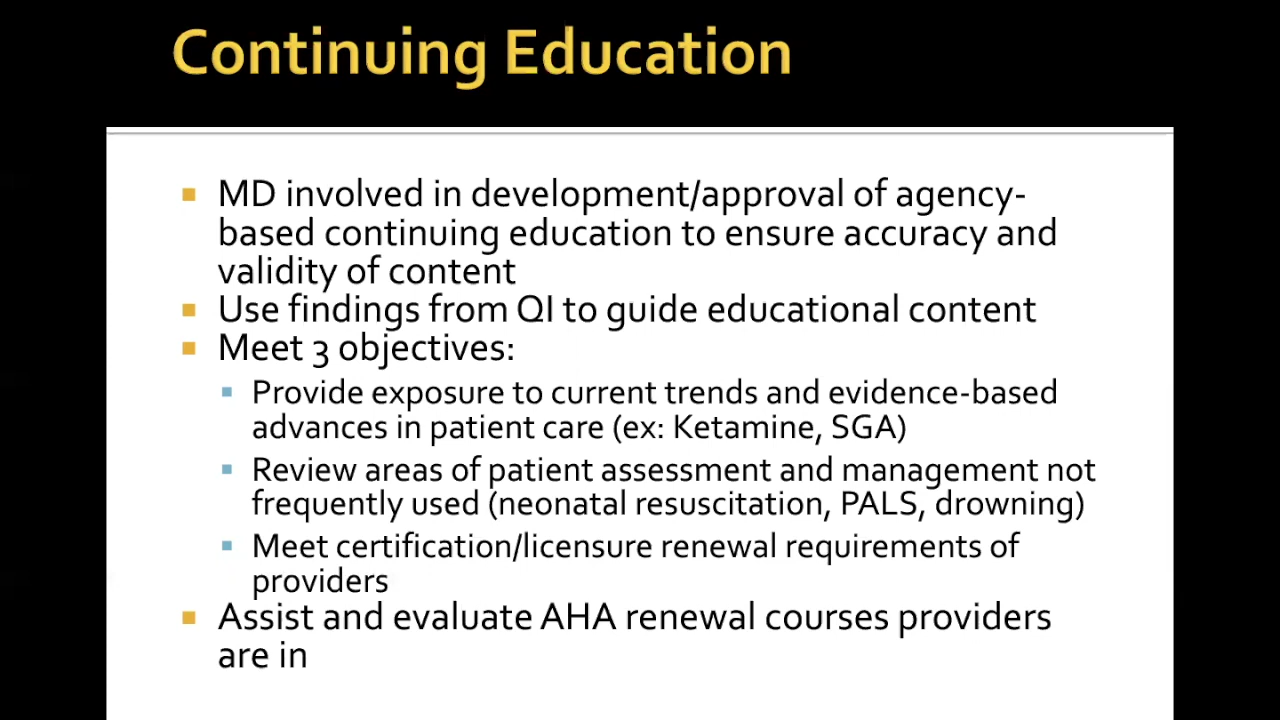 Continuing Education
MD involved in development/approval of agency-
based continuing education to ensure accuracy and
validity of content
Use findings from QI to guide educational content
Meet 3 objectives:
Provide exposure to current trends and evidence-based
advances in patient care (ex: Ketamine, SGA)
Review areas of patient assessment and management not
frequently used (neonatal resuscitation, PALS, drowning)
Meet certification/licensure renewal requirements of
providers
Assist and evaluate AHA renewal courses providers
are in